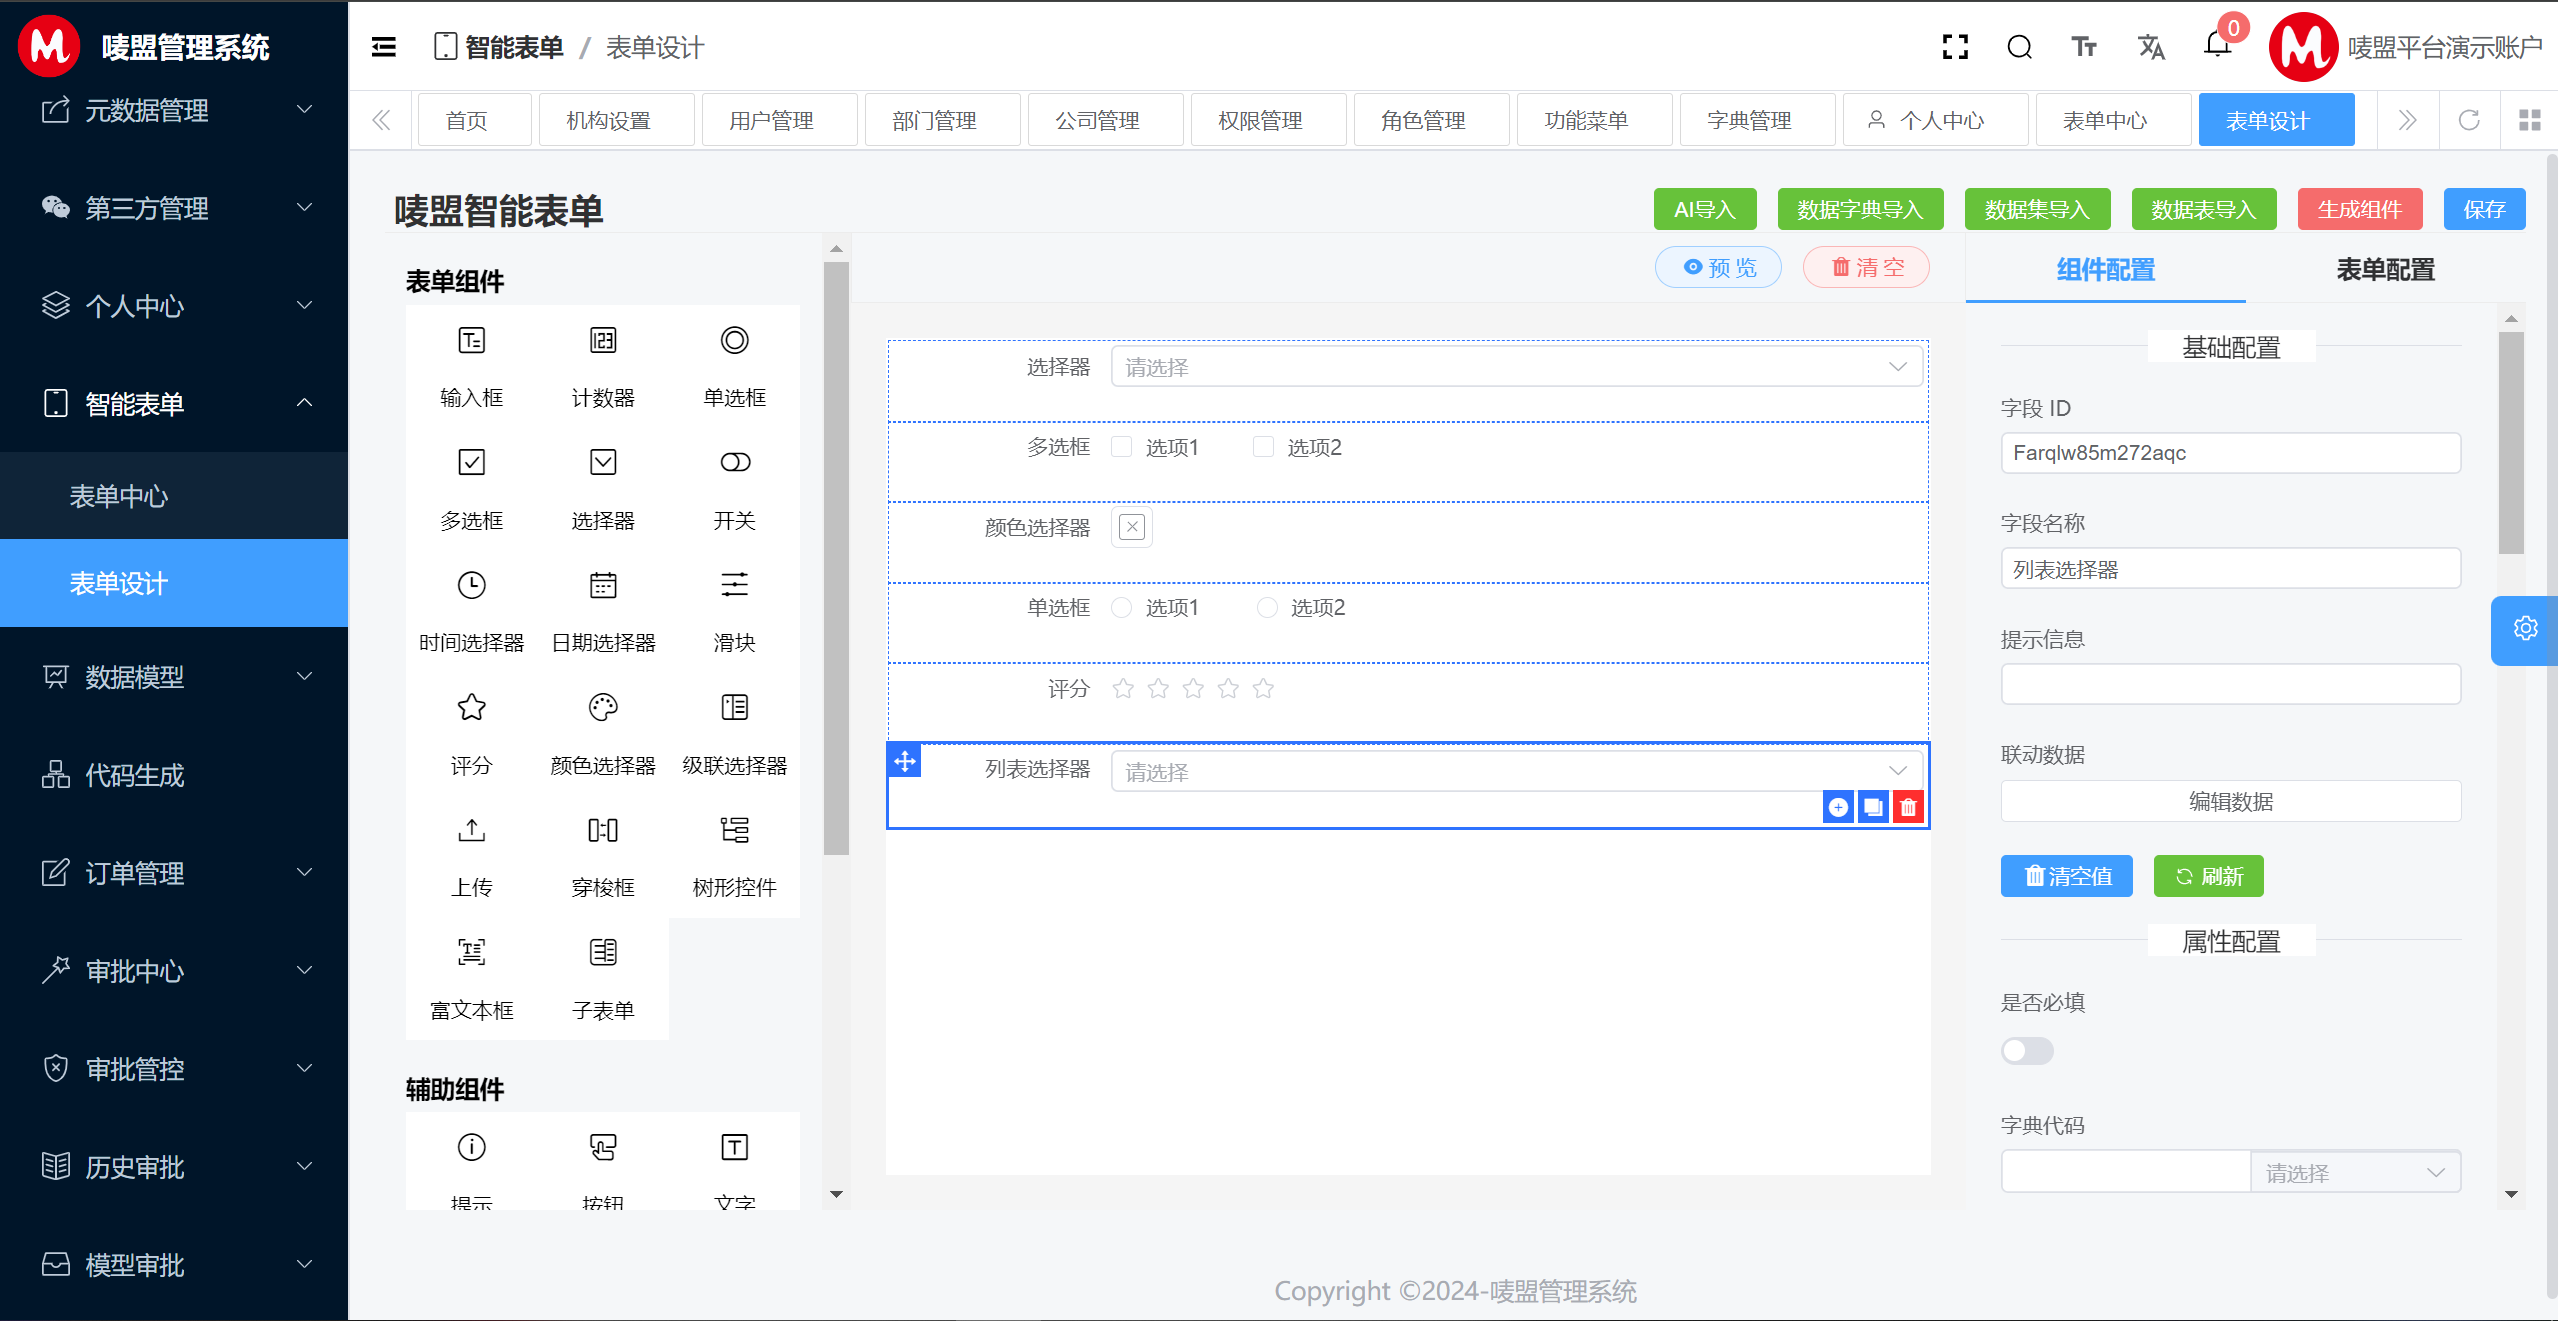 唛盟管理系统
元数据管理
第三方管理
个人中心
智能表单
表单中心
表单设计
数据模型
代码生成
订单管理
审批中心
审批管控
历史审批
模型审批
智能表单 / 表单设计
0
唛盟平台演示账户
首页
机构设置
用户管理
部门管理
公司管理
权限管理
角色管理
功能菜单
字典管理
个人中心
表单中心
表单设计
唛盟智能表单
AI导入
数据字典导入
数据集导入
数据表导入
生成组件
保存
表单组件
输入框
计数器
单选框
多选框
选择器
开关
时间选择器
日期选择器
滑块
评分
颜色选择器
级联选择器
上传
穿梭框
树形控件
富文本框
子表单
辅助组件
提示
按钮
文字
预 览
清 空
选择器
请选择
多选框
选项1
选项2
颜色选择器
单选框
选项1
选项2
评分
列表选择器
请选择
组件配置
表单配置
基础配置
字段 ID
Farqlw85m272aqc
字段名称
列表选择器
提示信息
联动数据
编辑数据
清空值
刷新
属性配置
是否必填
字典代码
请选择
Copyright ©2024-唛盟管理系统